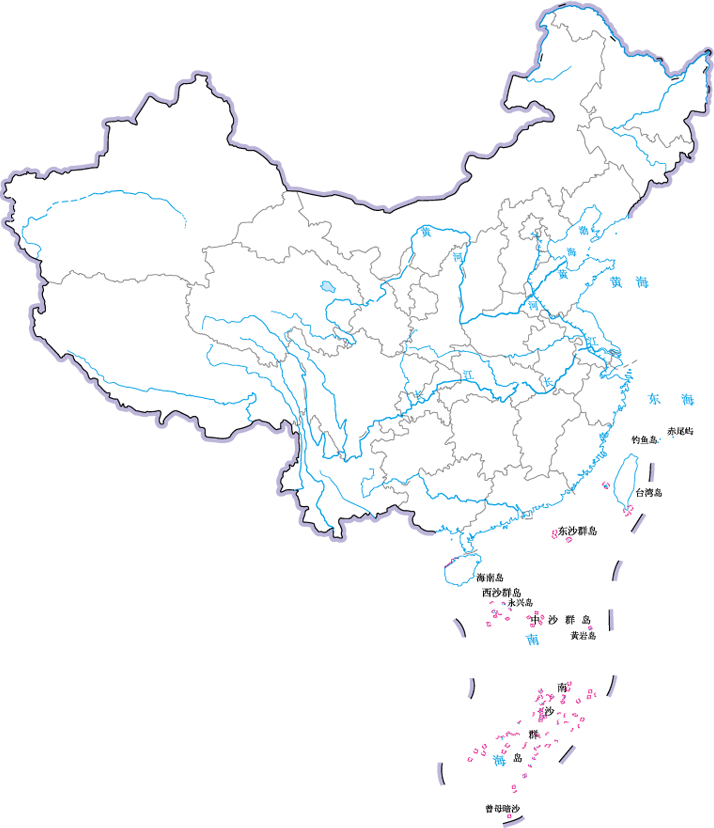 黄
河
渤
海
黄
河
黄 海
江
长
江
长
东 海
赤尾屿
钓鱼岛
台湾岛
东沙群岛
海南岛
西沙群岛
永兴岛
中 沙 群 岛
黄岩岛
南
海
南
沙
群
岛
曾母暗沙